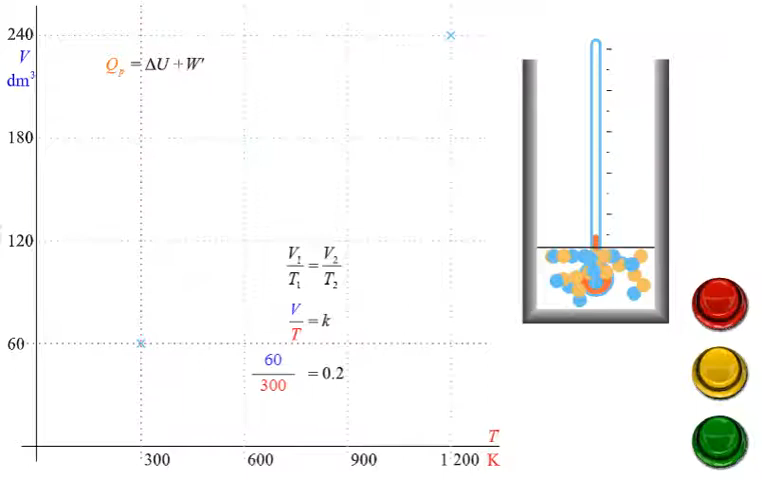 240
V
dm³
Qₚ = ΔU + W'
180
120
V₁/T₁ = V₂/T₂
V/T = k
60
60/300 = 0.2
T
300 600 900 1 200 K